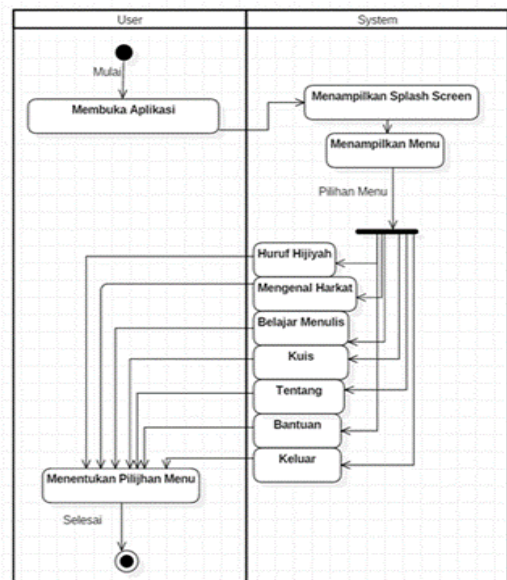 User
System
Mulai
Membuka Aplikasi
Menampilkan Splash Screen
Menampilkan Menu
Pilihan Menu
Huruf Hijiyah
Mengenal Harkat
Belajar Menulis
Kuis
Tentang
Bantuan
Keluar
Menentukan Pilijhan Menu
Selesai